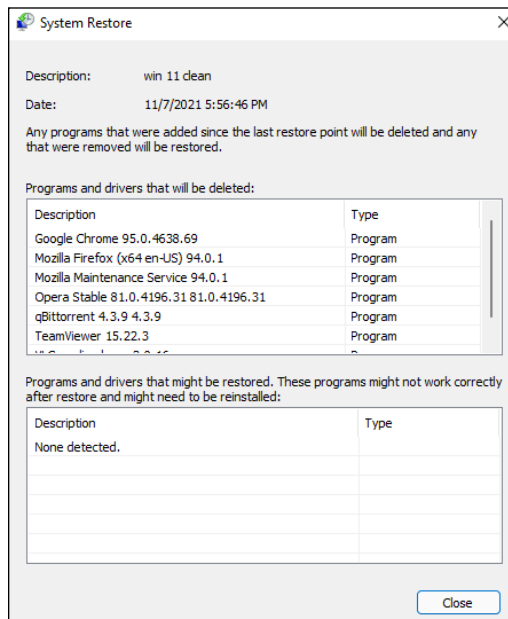 System Restore
Description: win 11 clean
Date: 11/7/2021 5:56:46 PM
Any programs that were added since the last restore point will be deleted and any
that were removed will be restored.
Programs and drivers that will be deleted:
Description Type
Google Chrome 95.0.4638.69 Program
Mozilla Firefox (x64 en-US) 94.0.1 Program
Mozilla Maintenance Service 94.0.1 Program
Opera Stable 81.0.4196.31 81.0.4196.31 Program
qBittorrent 4.3.9 4.3.9 Program
TeamViewer 15.22.3 Program
Programs and drivers that might be restored. These programs might not work correctly
after restore and might need to be reinstalled:
Description Type
None detected.
Close